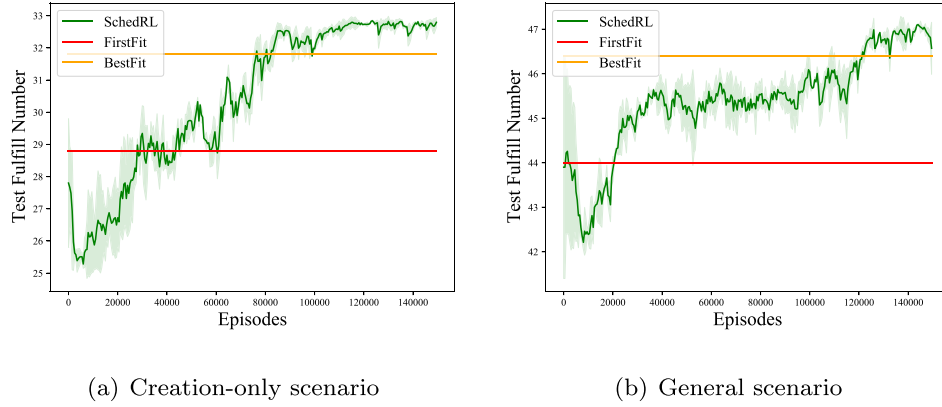 SchedRL
FirstFit
BestFit
33
32
31
30
29
28
27
26
25
Test Fulfill Number
0 20000 40000 60000 80000 100000 120000 140000
Episodes
(a) Creation-only scenario
SchedRL
FirstFit
BestFit
47
46
45
44
43
42
Test Fulfill Number
0 20000 40000 60000 80000 100000 120000 140000
Episodes
(b) General scenario